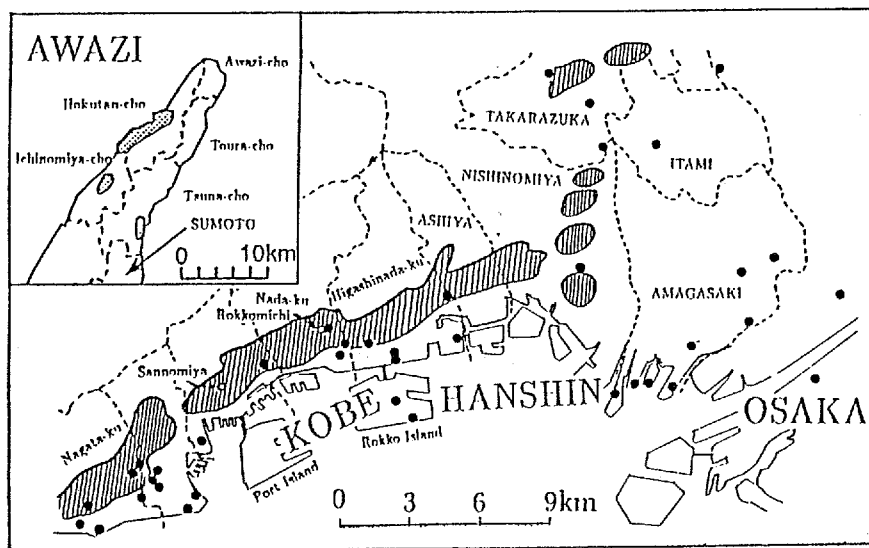 AWAZI
Awazi-cho
Hokutan-cho
Toura-cho
Ichinomiya-cho
Tsuna-cho
SUMOTO
0 10km
TAKARAZUKA
ITAMI
NISHINOMIYA
ASHIYA
Higashinada-ku
Nada-ku
Rokkomichi
AMAGASAKI
Sannomiya
KOBE
HANSHIN
OSAKA
Nagata-ku
Rokko Island
Port Island
0 3 6 9km